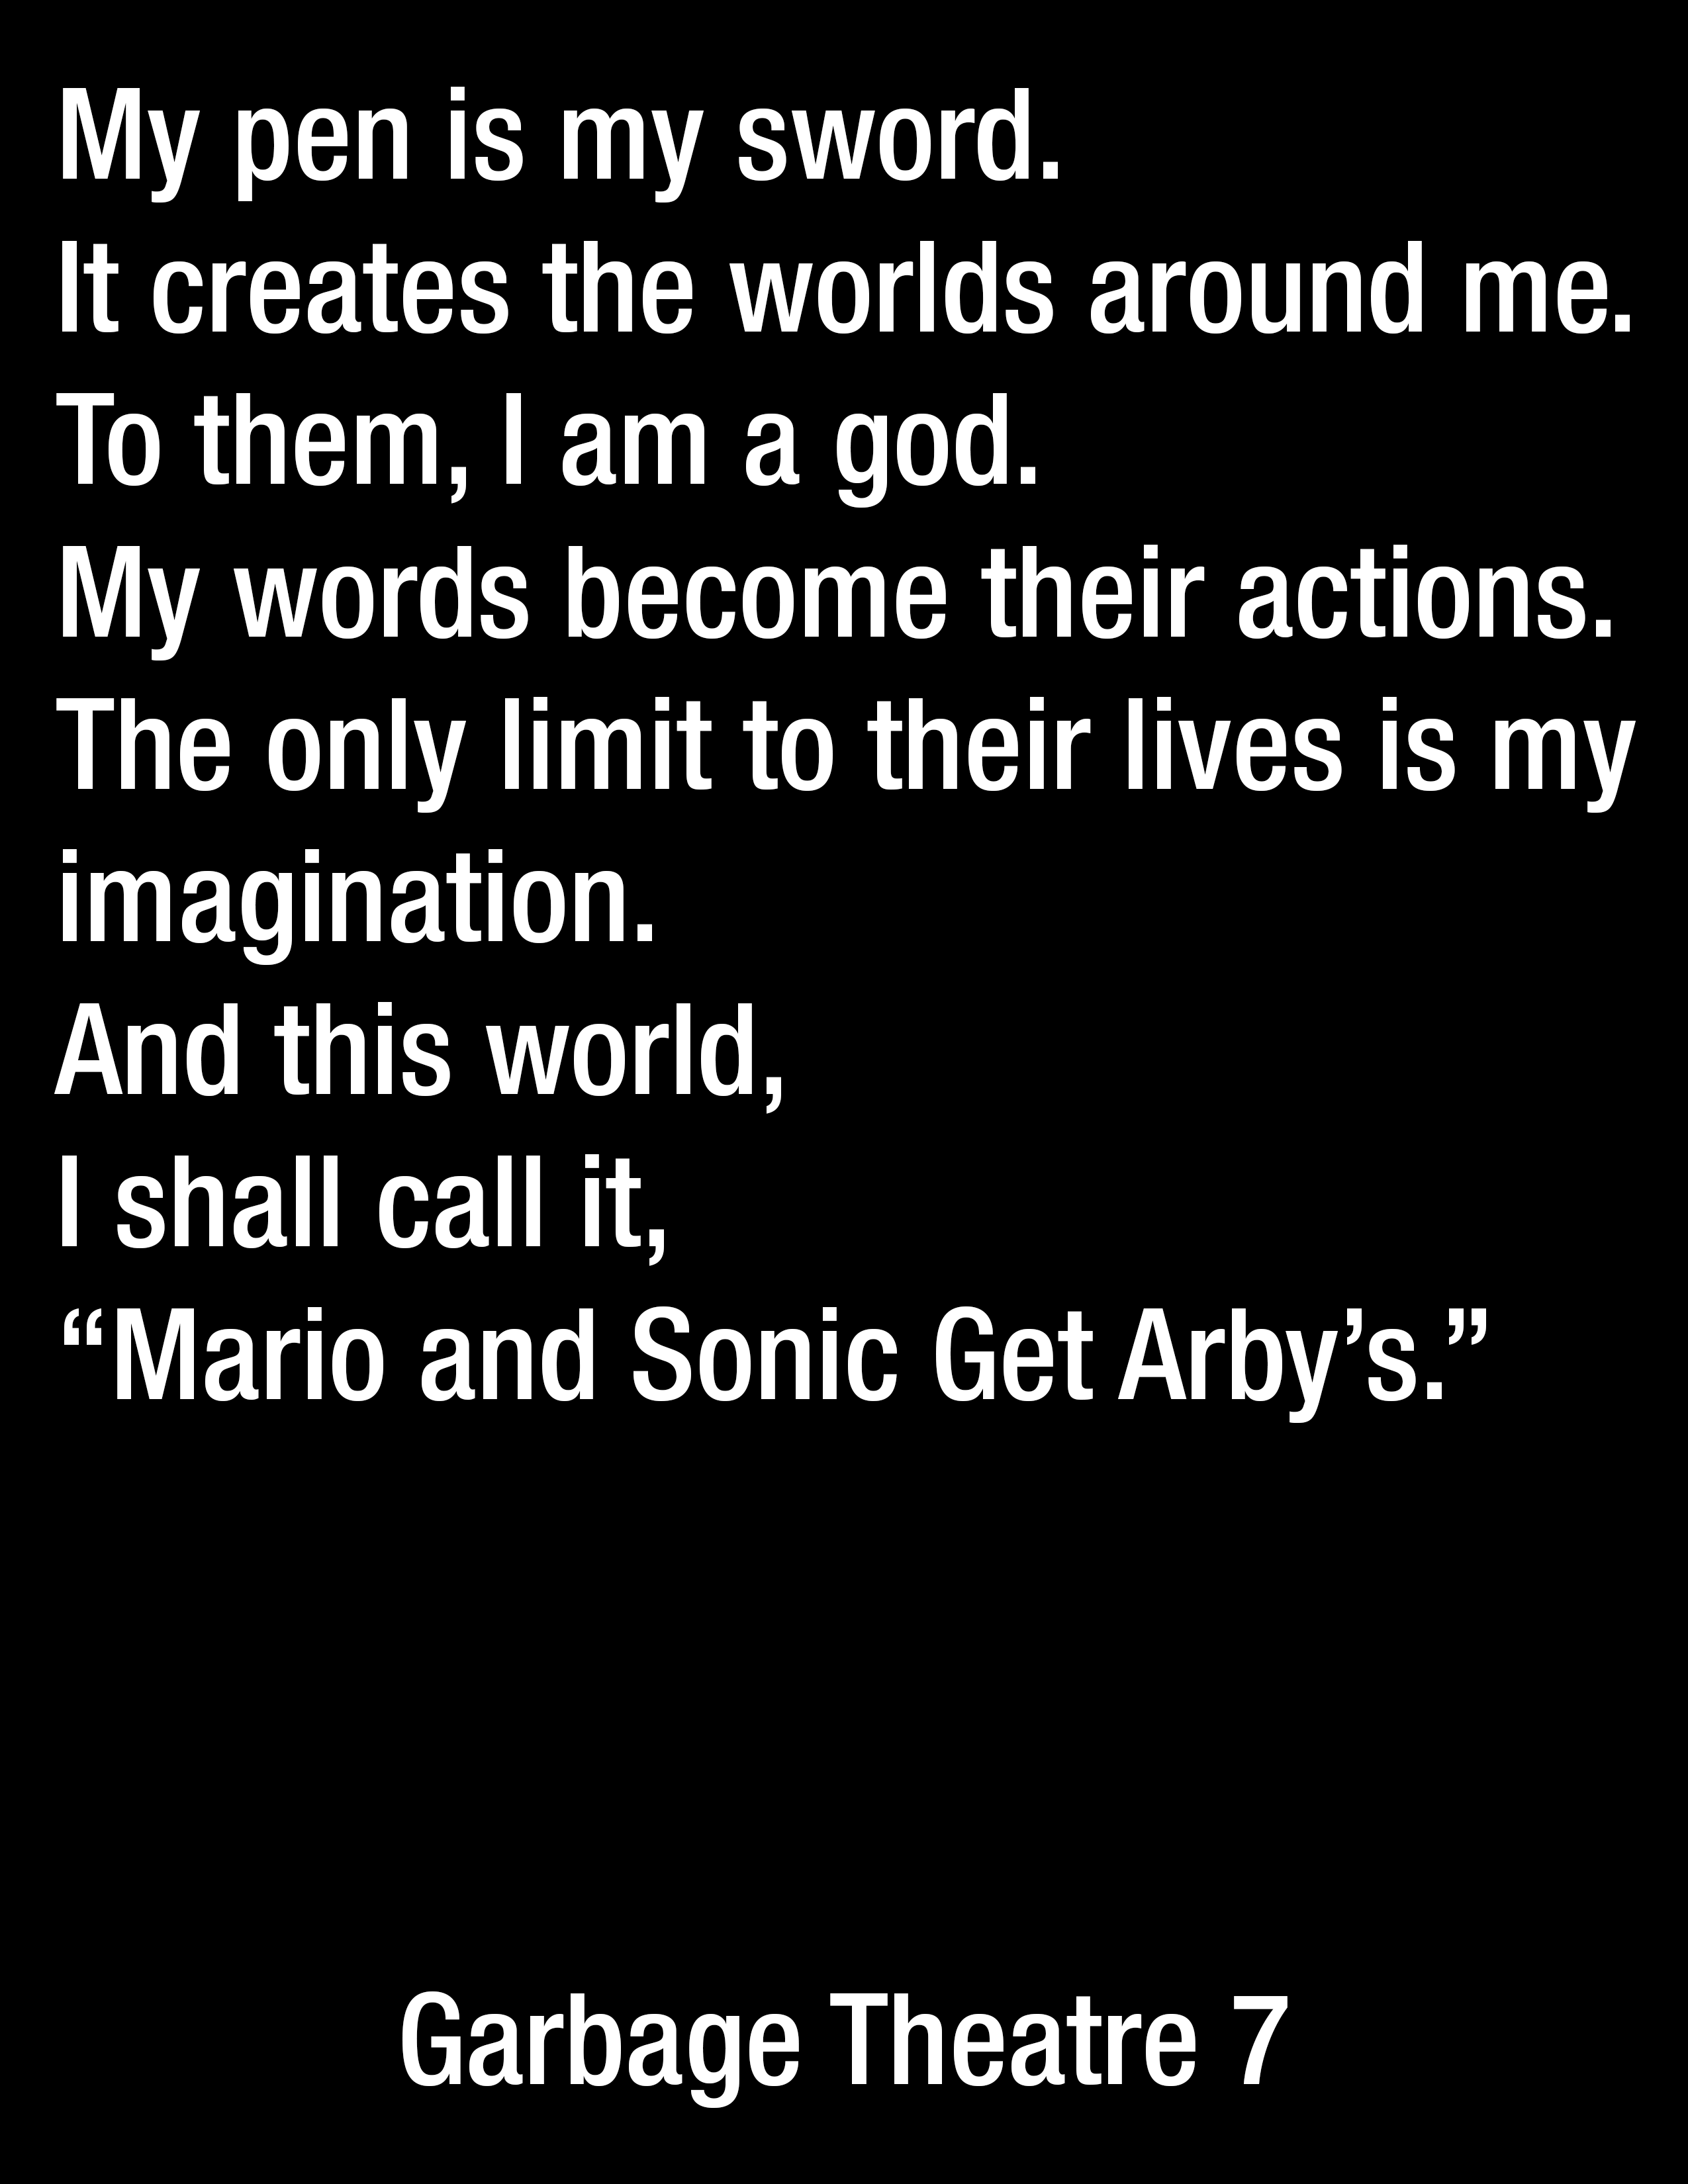 My pen is my sword.
It creates the worlds around me.
To them, I am a god.
My words become their actions.
The only limit to their lives is my
imagination.
And this world,
I shall call it,
“Mario and Sonic Get Arby’s.”
Garbage Theatre 7